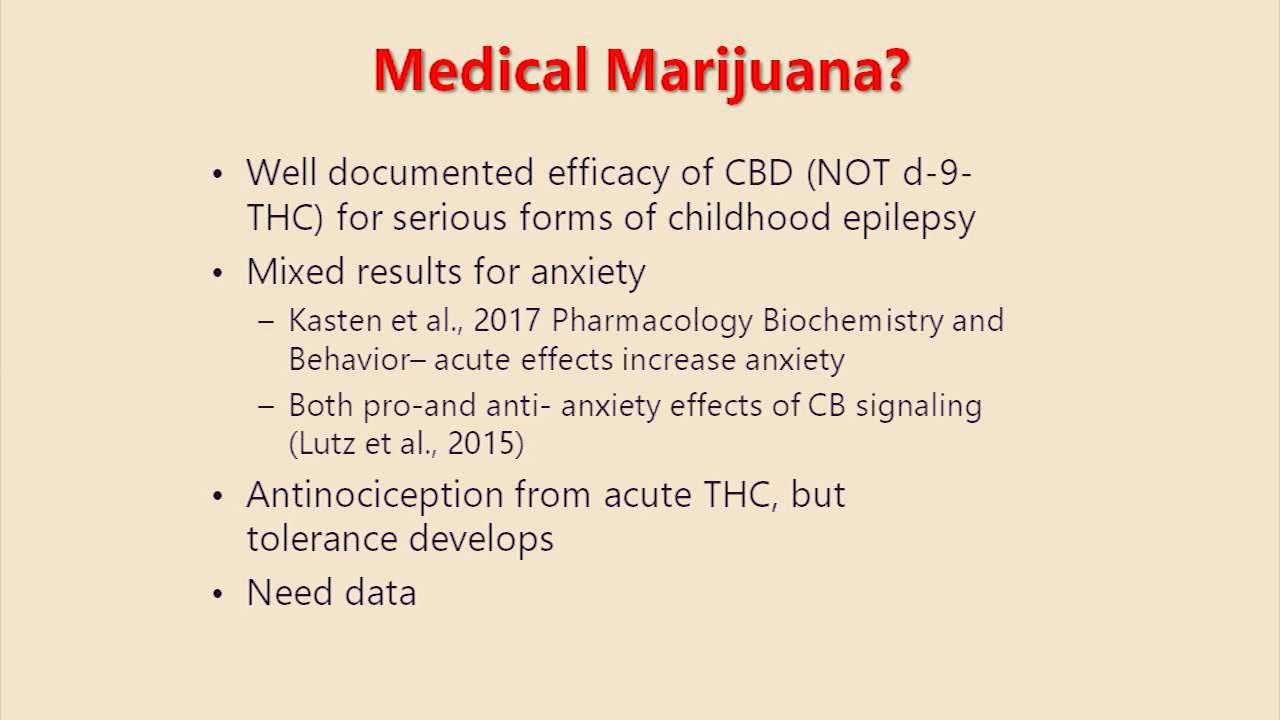 Medical Marijuana?
• Well documented efficacy of CBD (NOT d-9-
THC) for serious forms of childhood epilepsy
• Mixed results for anxiety
– Kasten et al., 2017 Pharmacology Biochemistry and
Behavior– acute effects increase anxiety
– Both pro-and anti- anxiety effects of CB signaling
(Lutz et al., 2015)
• Antinociception from acute THC, but
tolerance develops
• Need data